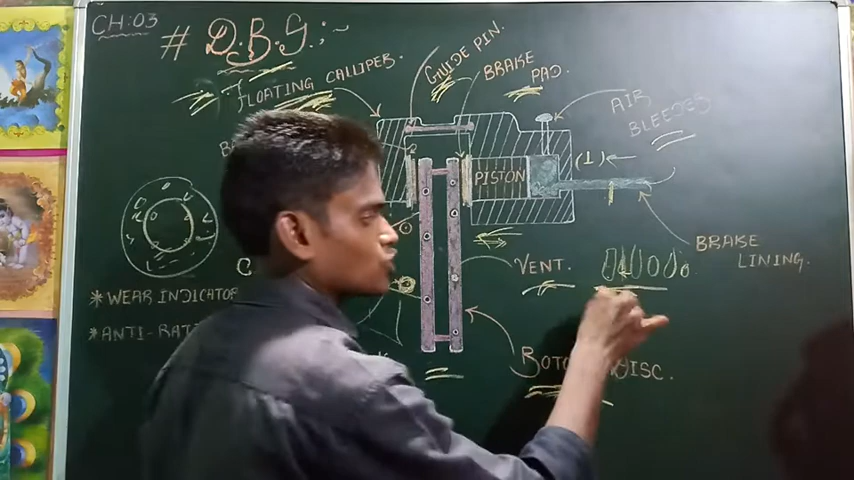 CH:03
# D.B.S:~
FLOATING CALLIPER.
GUIDE PIN.
BRAKE
PAD.
AIR
BLEEDER
2
PISTON
(1)
BRAKE
LINING.
VENT.
* WEAR INDICATOR
* ANTI-RAT
DISC.